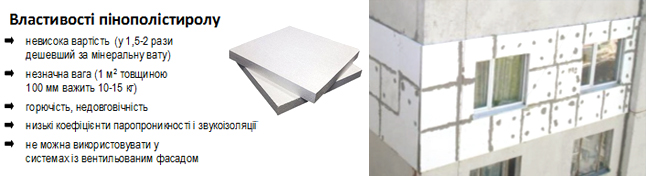 Властивості пінополістиролу
невисока вартість (у 1,5-2 рази
дешевший за мінеральну вату)
незначна вага (1 м² товщиною
100 мм важить 10-15 кг)
горючість, недовговічність
низькі коефіцієнти паропроникності і звукоізоляції
не можна використовувати у
системах із вентильованим фасадом